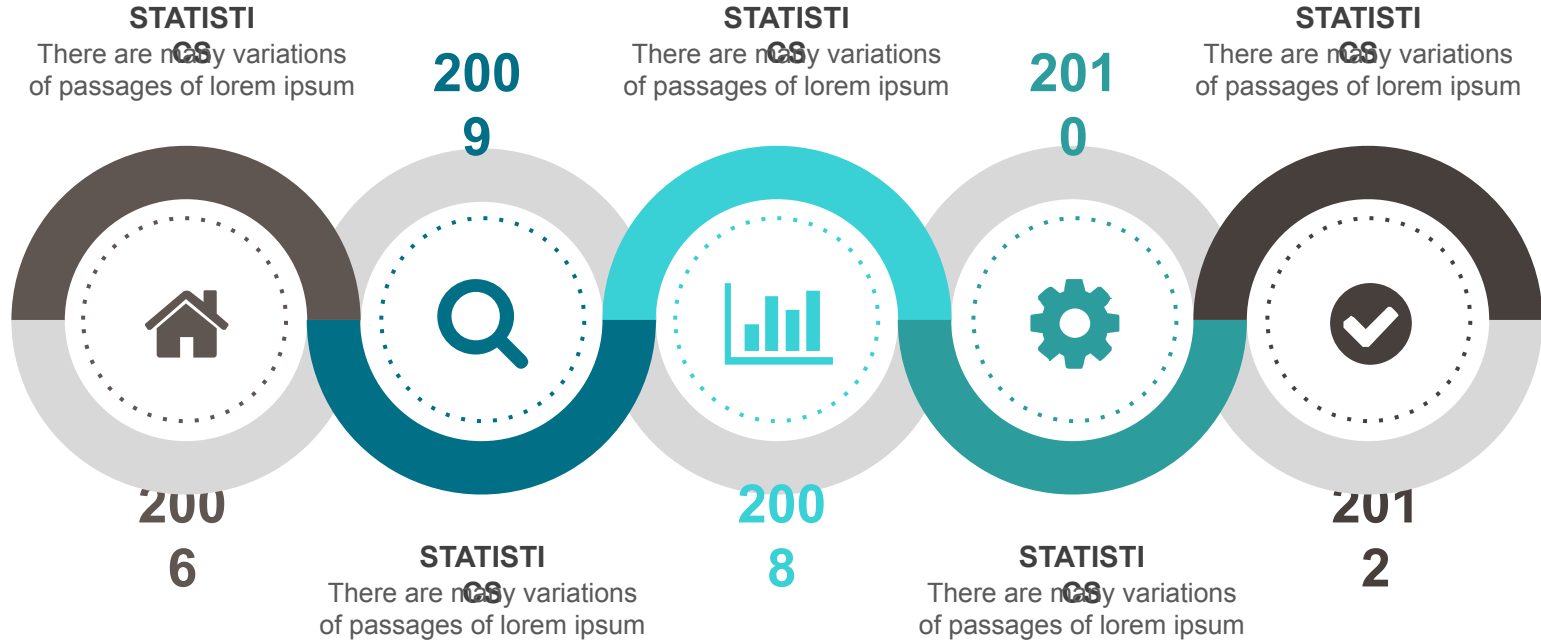 STATISTI
CS
There are many variations
of passages of lorem ipsum
200
9
STATISTI
CS
There are many variations
of passages of lorem ipsum
201
0
STATISTI
CS
There are many variations
of passages of lorem ipsum
200
6
STATISTI
CS
There are many variations
of passages of lorem ipsum
200
8
STATISTI
CS
There are many variations
of passages of lorem ipsum
201
2